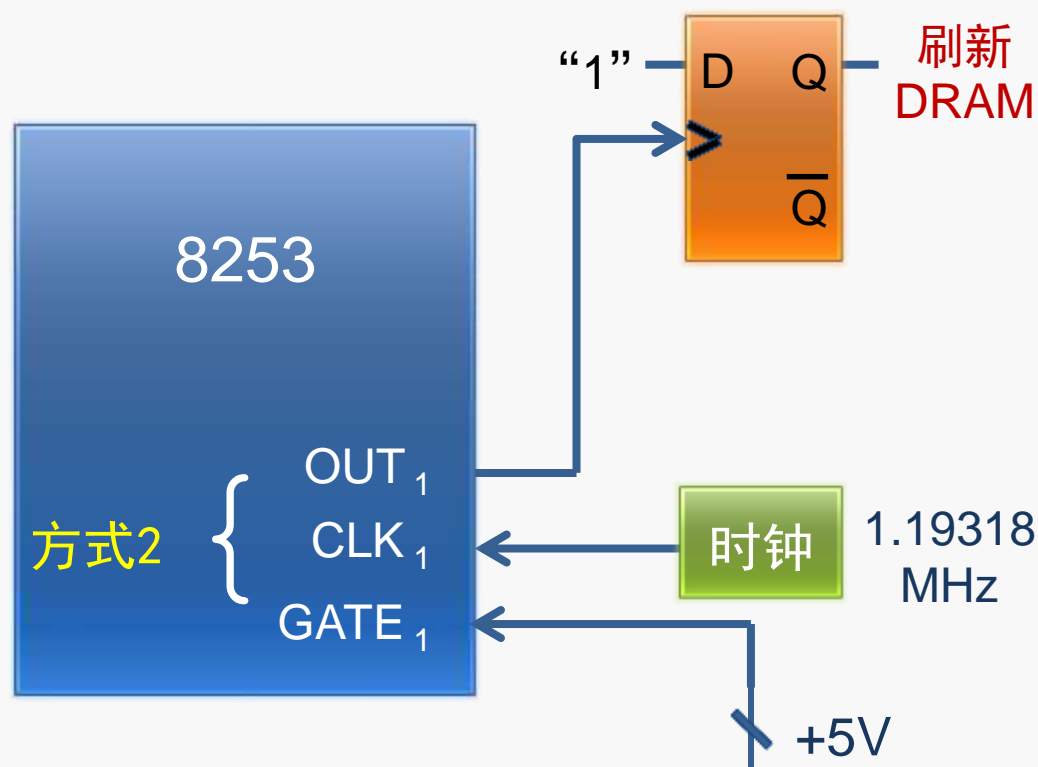 “1”
D Q
刷新
DRAM
Q
8253
OUT 1
CLK 1
GATE 1
方式2
时钟
1.19318
MHz
+5V